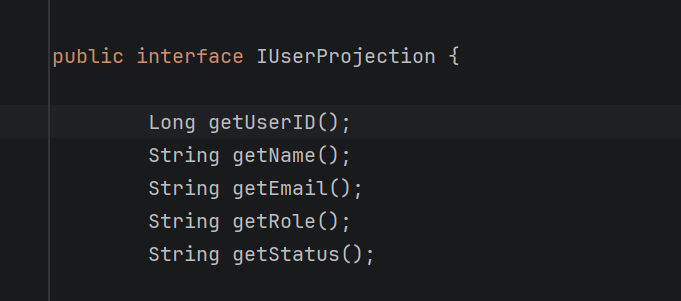 public interface IUserProjection {
Long getUserID();
String getName();
String getEmail();
String getRole();
String getStatus();